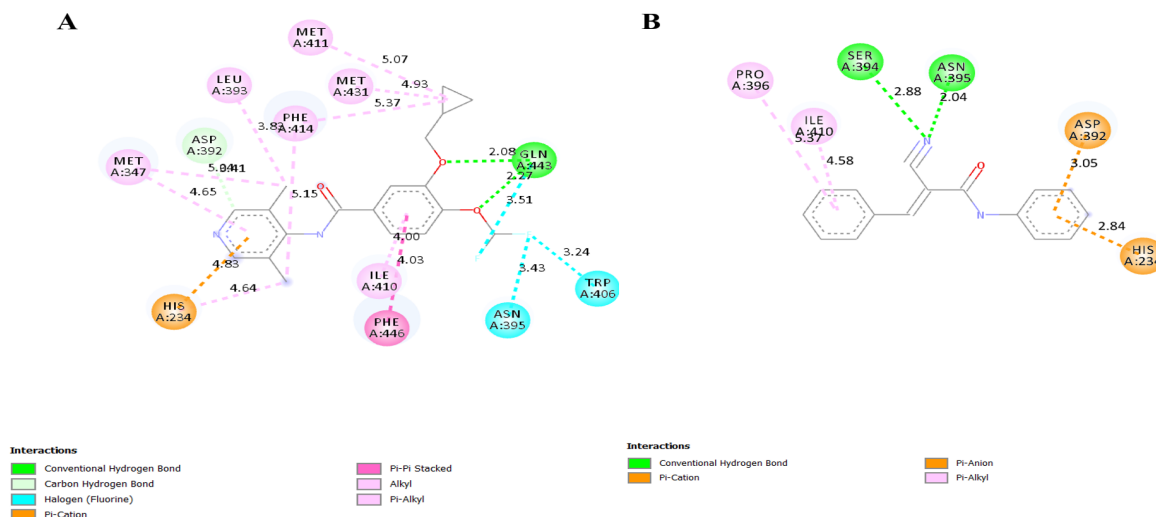 A
MET
A:411
5.07
LEU
A:393
MET
A:431
4.93
5.37
PHE
A:414
3.83
ASP
A:392
MET
A:347
4.65
5.15
O
O
2.08
GLN
A:443
2.27
3.51
O
N
N
4.00
4.03
4.83
4.64
3.24
3.43
HIS
A:234
ILE
A:410
PHE
A:446
ASN
A:395
TRP
A:406
Interactions
Conventional Hydrogen Bond
Carbon Hydrogen Bond
Halogen (Fluorine)
Pi-Cation
Pi-Pi Stacked
Alkyl
Pi-Alkyl
B
SER
A:394
ASN
A:395
PRO
A:396
2.88
2.04
ILE
A:410
ASP
A:392
5.37
4.58
N
O
3.05
N
2.84
HIS
A:234
Interactions
Conventional Hydrogen Bond
Pi-Cation
Pi-Anion
Pi-Alkyl